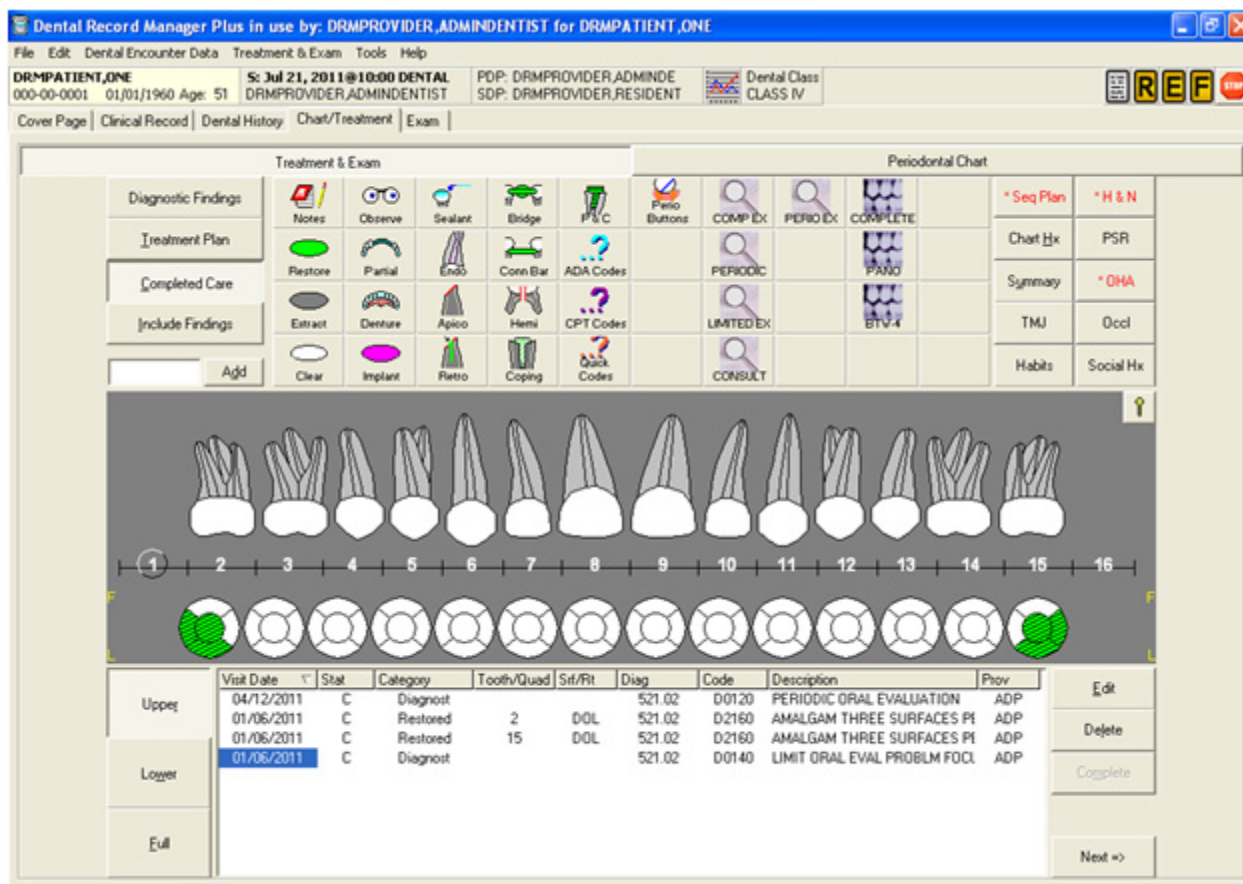 Dental Record Manager Plus in use by: DRMPROVIDER,ADMINDENTIST for DRMPATIENT,ONE
File Edit Dental Encounter Data Treatment & Exam Tools Help
DRMPATIENT,ONE S: Jul 21, 2011@10:00 DENTAL PDP: DRMPROVIDER,ADMINDE Dental Class
000-00-0001 01/01/1960 Age: 51 DRMPROVIDER,ADMINDENTIST SDP: DRMPROVIDER,RESIDENT CLASS IV
R E F STOP
Cover Page Clinical Record Dental History Chart/Treatment Exam
Treatment & Exam Periodontal Chart
Diagnostic Findings
Treatment Plan
Completed Care
Include Findings
Add
Notes Observe Sealant Bridge P & C Perio Buttons COMP EX PERIO EX COMPLETE
Restore Partial Endo Conn Bar ADA Codes PERIODIC PANO
Extract Denture Apico Hemi CPT Codes LIMITED EX BTW-4
Clear Implant Retro Coping Quick Codes CONSULT
* Seq Plan * H & N
Chart Hx PSR
Summary * OHA
TMJ Occl
Habits Social Hx
1 2 3 4 5 6 7 8 9 10 11 12 13 14 15 16
F F
L L
Upper
Lower
Full
Visit Date Stat Category Tooth/Quad Srf/Rt Diag Code Description Prov
04/12/2011 C Diagnost 521.02 D0120 PERIODIC ORAL EVALUATION ADP
01/06/2011 C Restored 2 DOL 521.02 D2160 AMALGAM THREE SURFACES PE ADP
01/06/2011 C Restored 15 DOL 521.02 D2160 AMALGAM THREE SURFACES PE ADP
01/06/2011 C Diagnost 521.02 D0140 LIMIT ORAL EVAL PROBLM FOCU ADP
Edit
Delete
Complete
Next =>